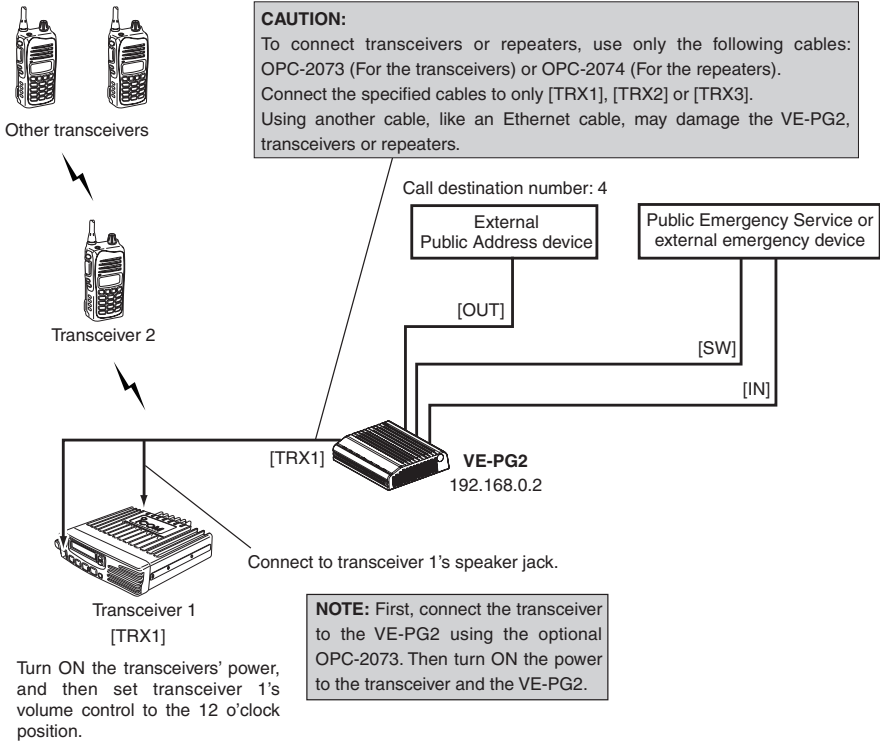 CAUTION:
To connect transceivers or repeaters, use only the following cables:
OPC-2073 (For the transceivers) or OPC-2074 (For the repeaters).
Connect the specified cables to only [TRX1], [TRX2] or [TRX3].
Using another cable, like an Ethernet cable, may damage the VE-PG2,
transceivers or repeaters.
Other transceivers
Call destination number: 4
External
Public Address device
Public Emergency Service or
external emergency device
[OUT]
Transceiver 2
[SW]
[IN]
[TRX1]
VE-PG2
192.168.0.2
ICOM
Connect to transceiver 1's speaker jack.
Transceiver 1
[TRX1]
NOTE: First, connect the transceiver
to the VE-PG2 using the optional
OPC-2073. Then turn ON the power
to the transceiver and the VE-PG2.
Turn ON the transceivers' power,
and then set transceiver 1's
volume control to the 12 o'clock
position.